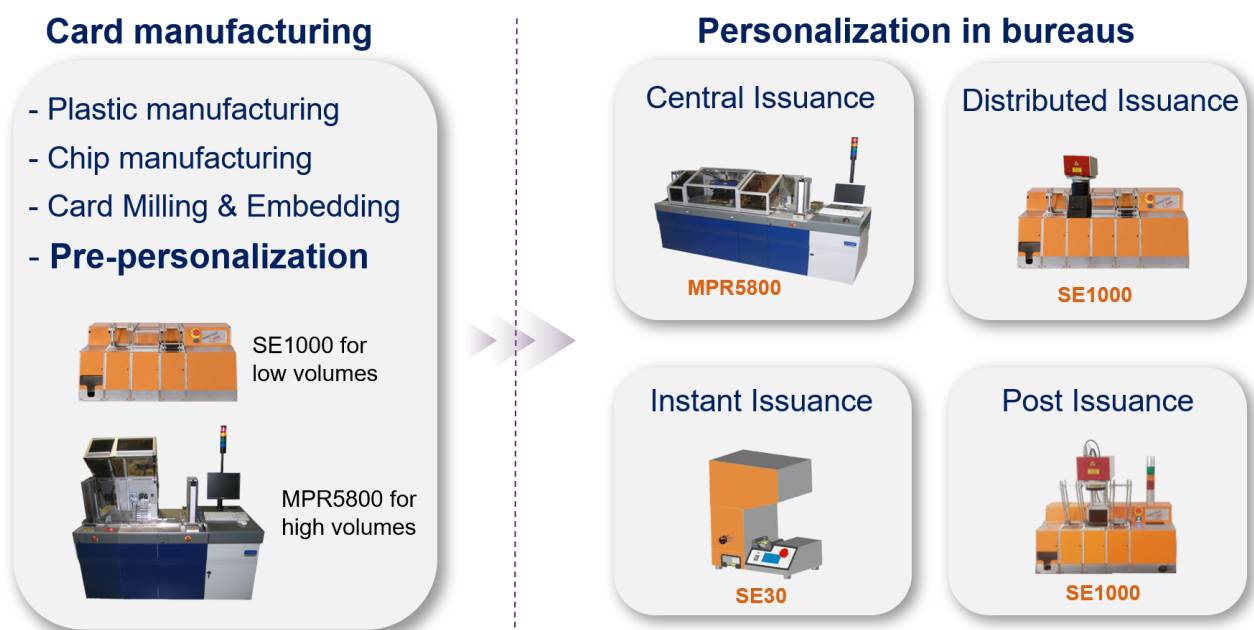 Card manufacturing
- Plastic manufacturing
- Chip manufacturing
- Card Milling & Embedding
- Pre-personalization
SE1000 for
low volumes
MPR5800 for
high volumes
Personalization in bureaus
Central Issuance
MPR5800
Distributed Issuance
SE1000
Instant Issuance
SE30
Post Issuance
SE1000